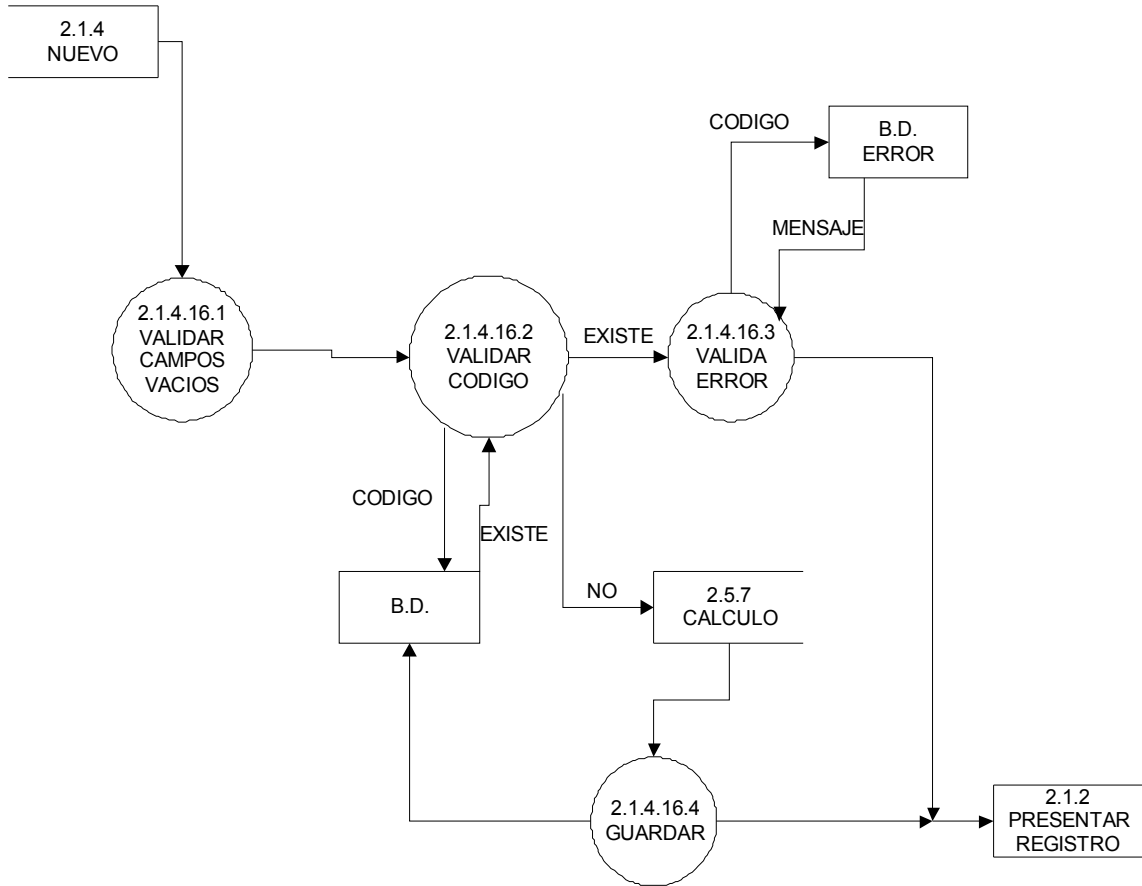 2.1.4
NUEVO
CODIGO
B.D.
ERROR
MENSAJE
2.1.4.16.1
VALIDAR
CAMPOS
VACIOS
2.1.4.16.2
VALIDAR
CODIGO
EXISTE
2.1.4.16.3
VALIDA
ERROR
CODIGO
EXISTE
B.D.
NO
2.5.7
CALCULO
2.1.4.16.4
GUARDAR
2.1.2
PRESENTAR
REGISTRO